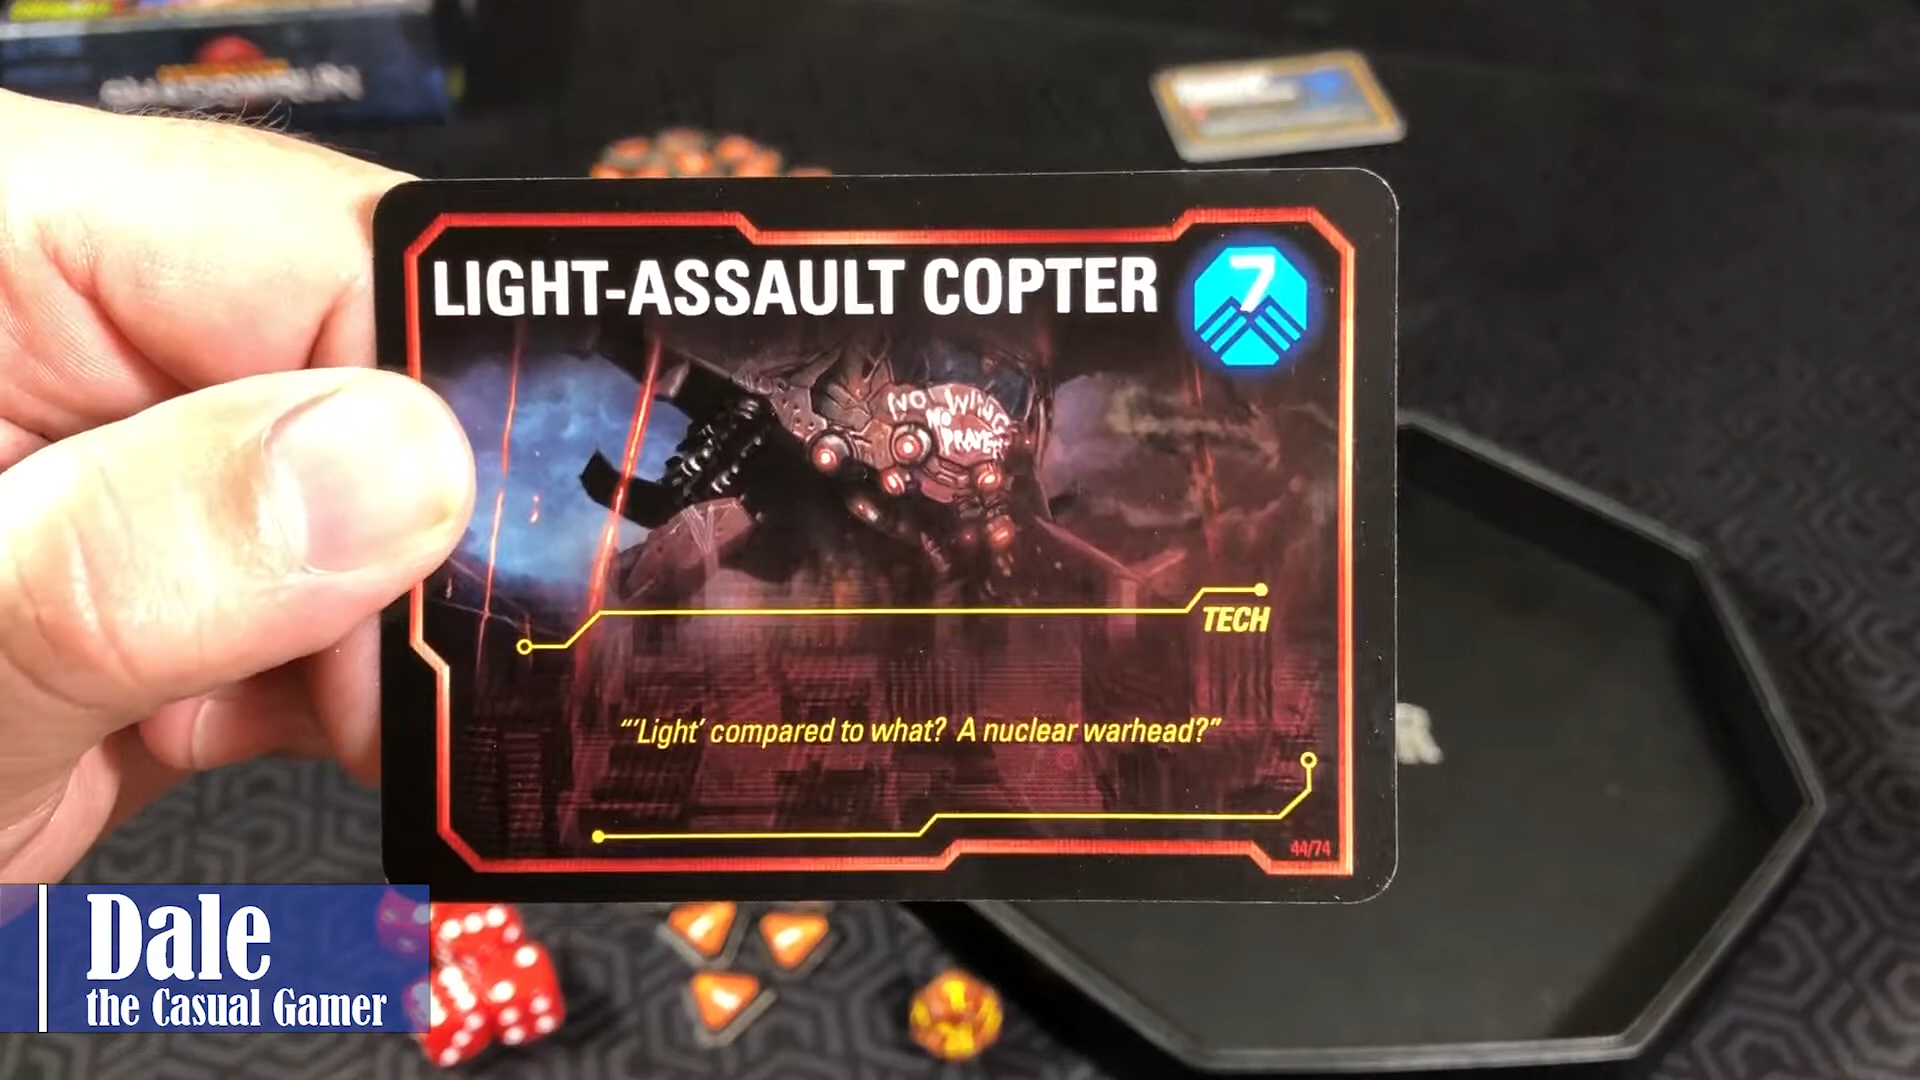 SHADOWRUN
LIGHT-ASSAULT COPTER
7
NO WING
NO
PRAYER
TECH
“‘Light’ compared to what? A nuclear warhead?”
44/74
Dale
the Casual Gamer